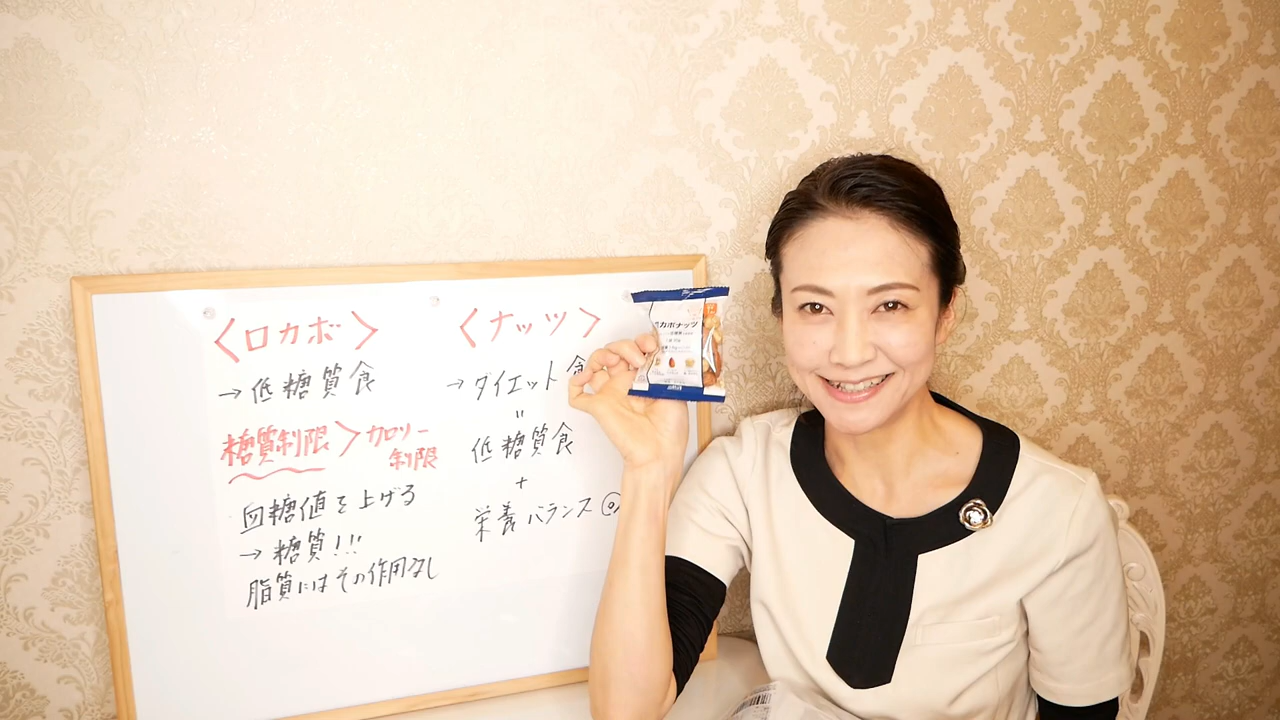 <ロカボ>
→低糖質食
糖質制限>カロリー
制限
血糖値を上げる
→糖質!!!
脂質にはその作用なし
<ナッツ>
→ダイエット食
"
低糖質食
+
栄養バランス◎
カボナッツ